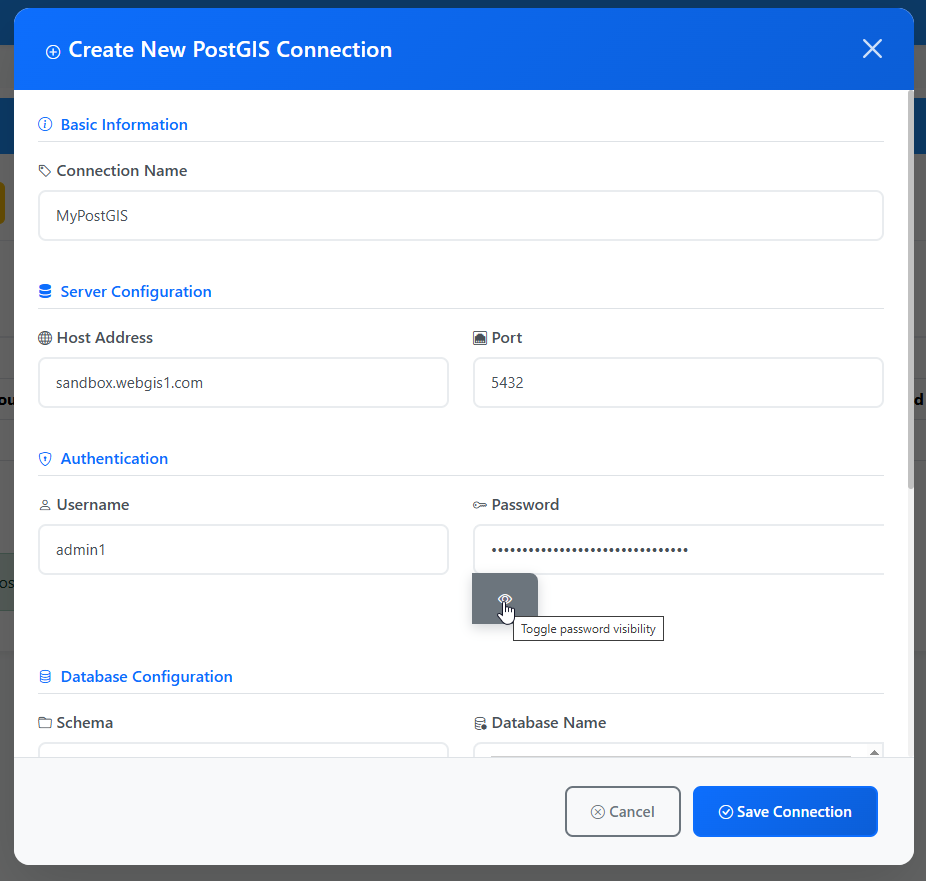 Create New PostGIS Connection
Basic Information
Connection Name
MyPostGIS
Server Configuration
Host Address
Port
sandbox.webgis1.com
5432
Authentication
Username
Password
admin1
••••••••••••••••••••••••••••••••
Toggle password visibility
Database Configuration
Schema
Database Name
Cancel
Save Connection